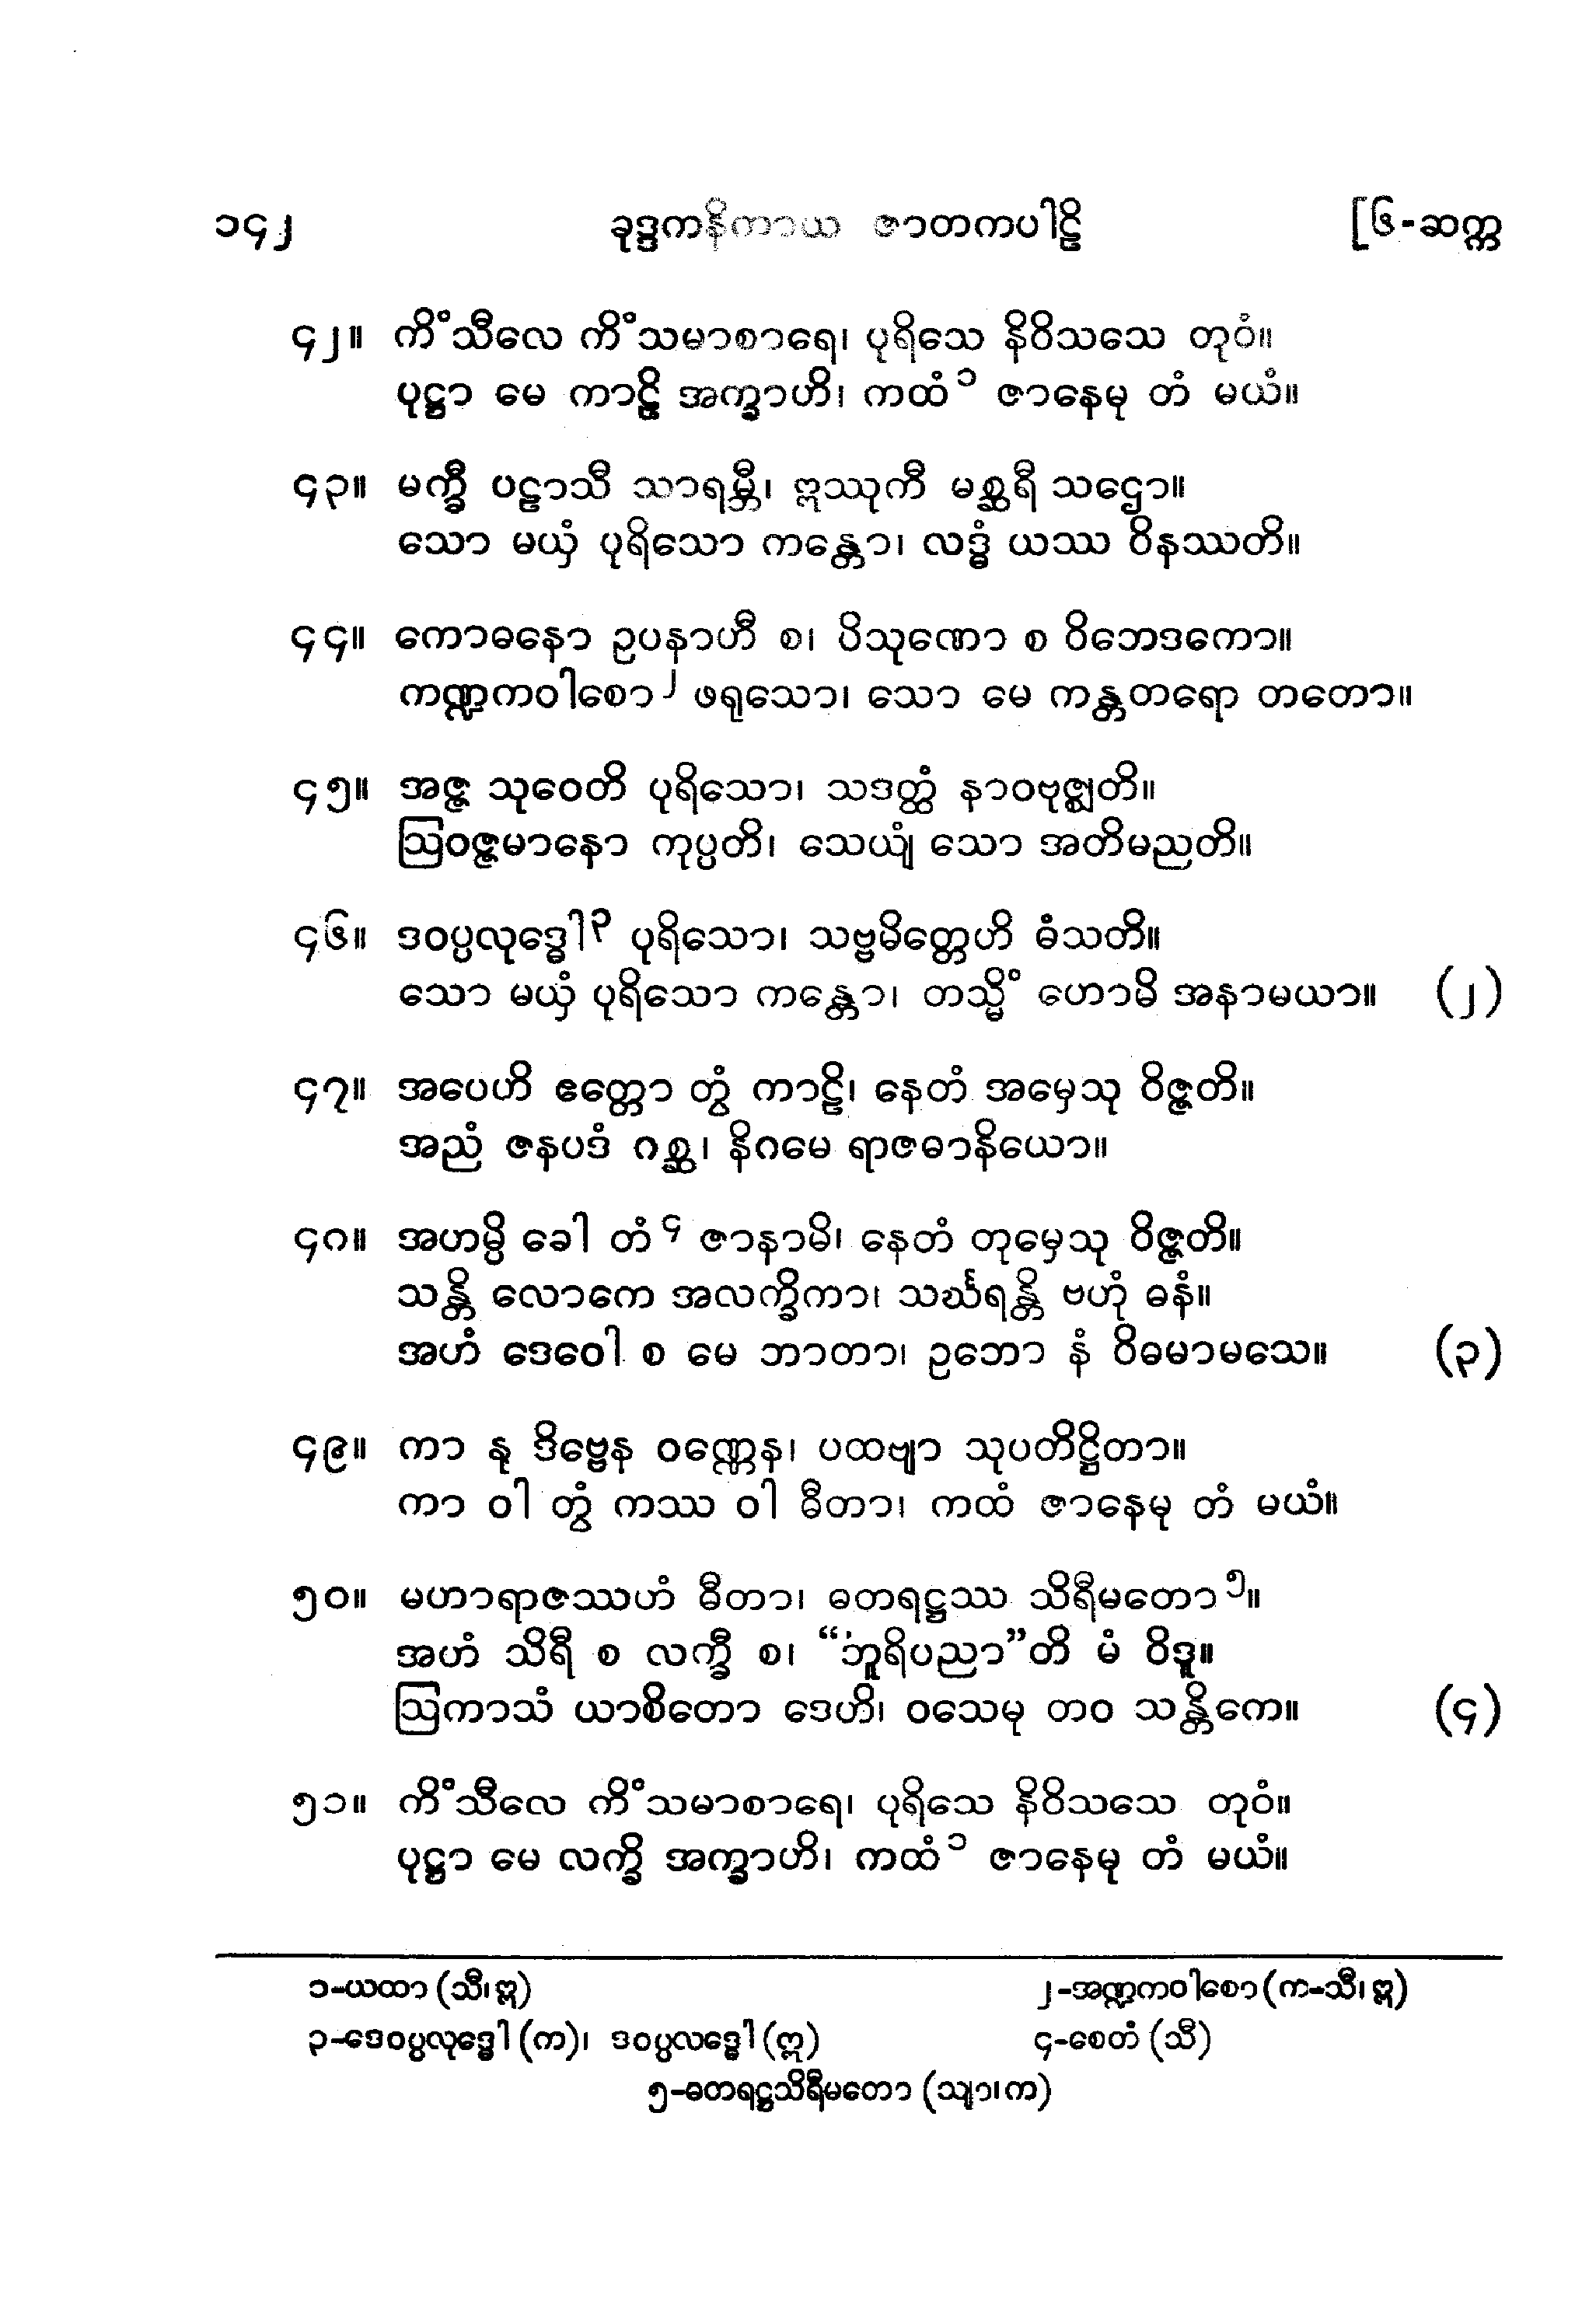 ၁၄၂ ခုဒ္ဒကနိကာယ ဇာတကပါဠိ [၆-ဆက္က
၄၂။ ကိံသီလေ ကိံသမာစာရေ၊ ပုရိသေ နိဝိသသေ တုဝံ။
ပုဋ္ဌာ မေ ကာဠိ အက္ခာဟိ၊ ကထံ ၁ ဇာနေမု တံ မယံ။
၄၃။ မက္ခီ ပဠာသီ သာရမ္ဘီ၊ ဣဿုကီ မစ္ဆရီ သဌော။
သော မယှံ ပုရိသော ကန္တော၊ လဒ္ဓံ ယဿ ဝိနဿတိ။
၄၄။ ကောဓနော ဥပနာဟီ စ၊ ပိသုဏော စ ဝိဘေဒကော။
ကဏ္ဍကဝါစော ၂ ဖရုသော၊ သော မေ ကန္တတရော တတော။
၄၅။ အဇ္ဇ သုဝေတိ ပုရိသော၊ သဒတ္ထံ နာဝဗုဇ္ဈတိ။
ဩဝဇ္ဇမာနော ကုပ္ပတိ၊ သေယျံ သော အတိမညတိ။
၄၆။ ဒဝပ္ပလုဒ္ဓေါ ၃ ပုရိသော၊ သဗ္ဗမိတ္တေဟိ ဓံသတိ။
သော မယှံ ပုရိသော ကန္တော၊ တသ္မိံ ဟောမိ အနာမယာ။ (၂)
၄၇။ အပေဟိ ဧတ္တော တွံ ကာဠိ၊ နေတံ အမှေသု ဝိဇ္ဇတိ။
အညံ ဇနပဒံ ဂစ္ဆ၊ နိဂမေ ရာဇဓာနိယော။
၄၈။ အဟမ္ပိ ခေါ တံ ၄ ဇာနာမိ၊ နေတံ တုမှေသု ဝိဇ္ဇတိ။
သန္တိ လောကေ အလက္ခိကာ၊ သင်္ဃရန္တိ ဗဟုံ ဓနံ။
အဟံ ဒေဝေါ စ မေ ဘာတာ၊ ဥဘော နံ ဝိဓမာမသေ။ (၃)
၄၉။ ကာ နု ဒိဗ္ဗေန ဝဏ္ဏေန၊ ပထဗျာ သုပတိဋ္ဌိတာ။
ကာ ဝါ တွံ ကဿ ဝါ ဓီတာ၊ ကထံ ဇာနေမု တံ မယံ။
၅၀။ မဟာရာဇဿဟံ ဓီတာ၊ ဓတရဋ္ဌဿ သိရီမတော ၅။
အဟံ သိရီ စ လက္ခီ စ၊ “ဘူရိပညာ”တိ မံ ဝိဒူ။
ဩကာသံ ယာစိတော ဒေဟိ၊ ဝသေမု တဝ သန္တိကေ။ (၄)
၅၁။ ကိံသီလေ ကိံသမာစာရေ၊ ပုရိသေ နိဝိသသေ တုဝံ။
ပုဋ္ဌာ မေ လက္ခိ အက္ခာဟိ၊ ကထံ ၁ ဇာနေမု တံ မယံ။
၁-ယထာ (သီ၊ ဣ) ၂-အဏ္ဍကဝါစော (က-သီ၊ ဣ)
၃-ဒေဝပ္ပလုဒ္ဓေါ (က)၊ ဒဝပ္ပလဒ္ဓေါ (ဣ) ၄-စေတံ (သီ)
၅-ဓတရဋ္ဌသိရီမတော (သျာ၊ က)